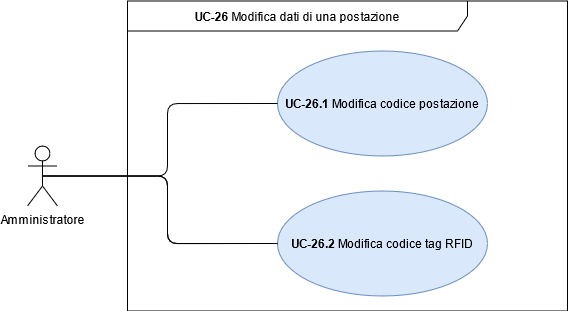 UC-26 Modifica dati di una postazione
UC-26.1 Modifica codice postazione
Amministratore
UC-26.2 Modifica codice tag RFID